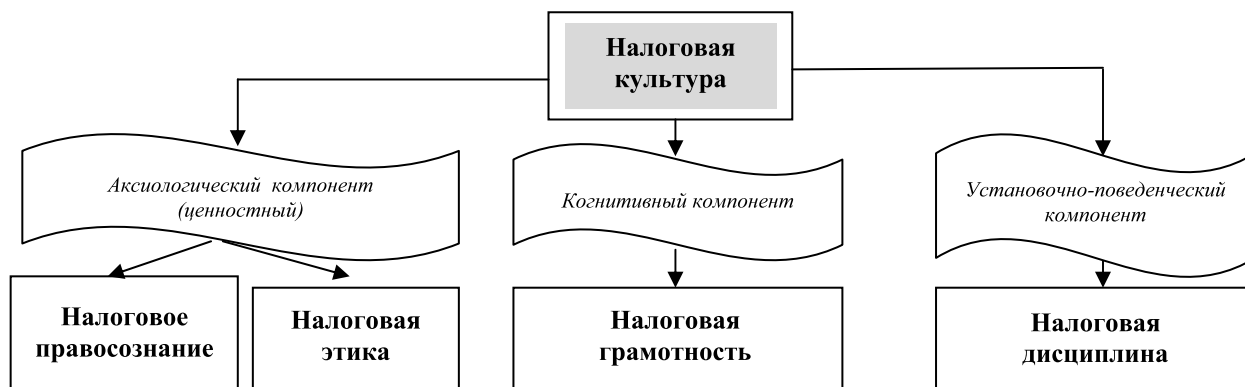 Налоговая
культура
Аксиологический компонент
(ценностный)
Когнитивный компонент
Установочно-поведенческий
компонент
Налоговое
правосознание
Налоговая
этика
Налоговая
грамотность
Налоговая
дисциплина